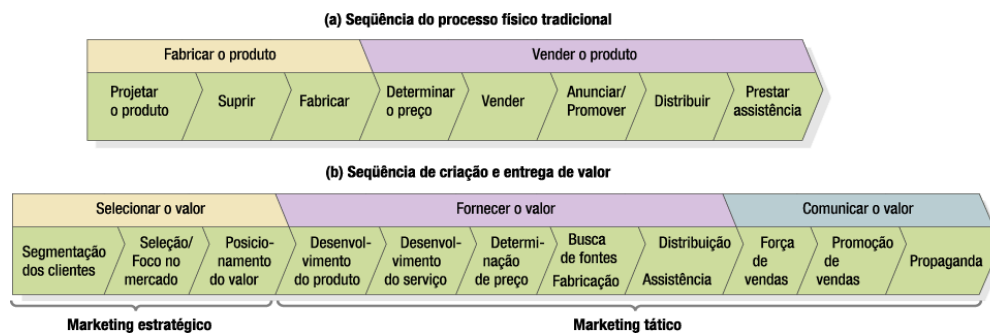 (a) Seqüência do processo físico tradicional
Fabricar o produto
Vender o produto
Projetar
o produto
Suprir
Fabricar
Determinar
o preço
Vender
Anunciar/
Promover
Distribuir
Prestar
assistência
(b) Seqüência de criação e entrega de valor
Selecionar o valor
Fornecer o valor
Comunicar o valor
Segmentação
dos clientes
Seleção/
Foco no
mercado
Posicio-
namento
do valor
Desenvol-
vimento
do produto
Desenvol-
vimento
do serviço
Determi-
nação
de preço
Busca
de fontes
Fabricação
Distribuição
Assistência
Força
de
vendas
Promoção
de
vendas
Propaganda
Marketing estratégico
Marketing tático